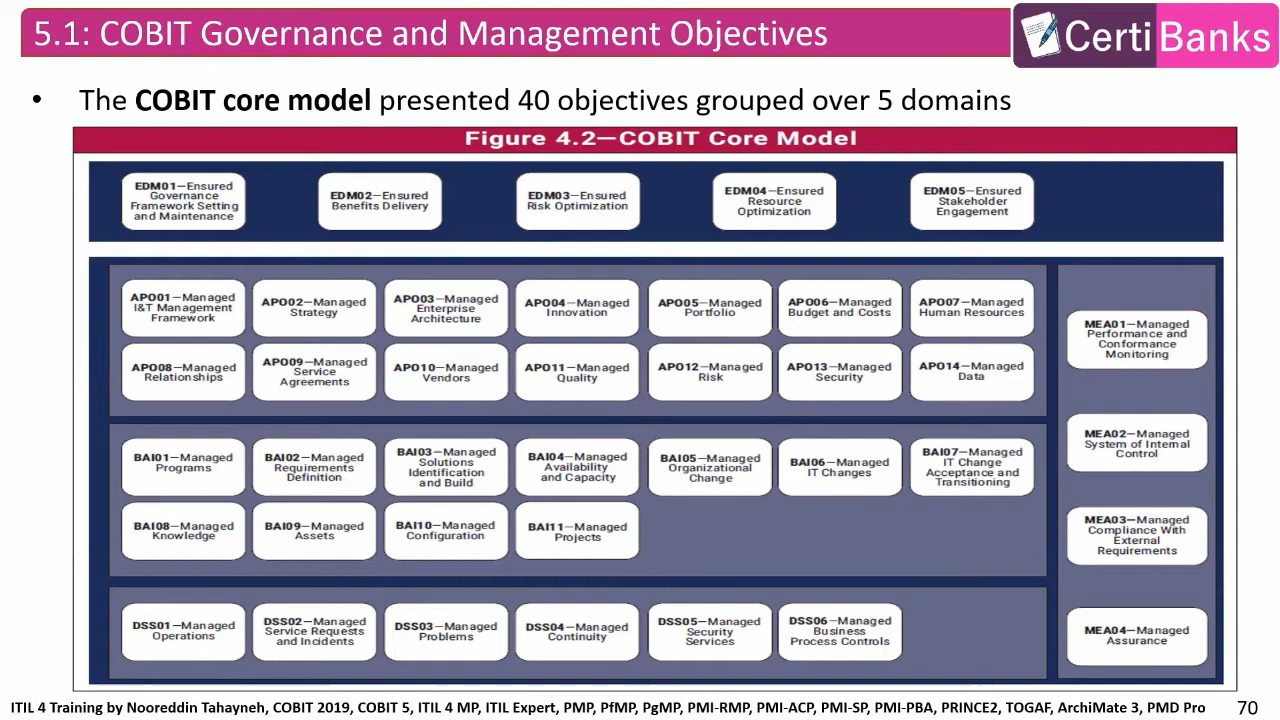 5.1: COBIT Governance and Management Objectives
CertiBanks
• The COBIT core model presented 40 objectives grouped over 5 domains
Figure 4.2—COBIT Core Model
EDM01—Ensured
Governance
Framework Setting
and Maintenance
EDM02—Ensured
Benefits Delivery
EDM03—Ensured
Risk Optimization
EDM04—Ensured
Resource
Optimization
EDM05—Ensured
Stakeholder
Engagement
APO01—Managed
I&T Management
Framework
APO02—Managed
Strategy
APO03—Managed
Enterprise
Architecture
APO04—Managed
Innovation
APO05—Managed
Portfolio
APO06—Managed
Budget and Costs
APO07—Managed
Human Resources
APO08—Managed
Relationships
APO09—Managed
Service
Agreements
APO10—Managed
Vendors
APO11—Managed
Quality
APO12—Managed
Risk
APO13—Managed
Security
APO14—Managed
Data
BAI01—Managed
Programs
BAI02—Managed
Requirements
Definition
BAI03—Managed
Solutions
Identification
and Build
BAI04—Managed
Availability
and Capacity
BAI05—Managed
Organizational
Change
BAI06—Managed
IT Changes
BAI07—Managed
IT Change
Acceptance and
Transitioning
BAI08—Managed
Knowledge
BAI09—Managed
Assets
BAI10—Managed
Configuration
BAI11—Managed
Projects
DSS01—Managed
Operations
DSS02—Managed
Service Requests
and Incidents
DSS03—Managed
Problems
DSS04—Managed
Continuity
DSS05—Managed
Security
Services
DSS06—Managed
Business
Process Controls
MEA01—Managed
Performance and
Conformance
Monitoring
MEA02—Managed
System of Internal
Control
MEA03—Managed
Compliance With
External
Requirements
MEA04—Managed
Assurance
ITIL 4 Training by Nooreddin Tahayneh, COBIT 2019, COBIT 5, ITIL 4 MP, ITIL Expert, PMP, PfMP, PgMP, PMI-RMP, PMI-ACP, PMI-SP, PMI-PBA, PRINCE2, TOGAF, ArchiMate 3, PMD Pro
70